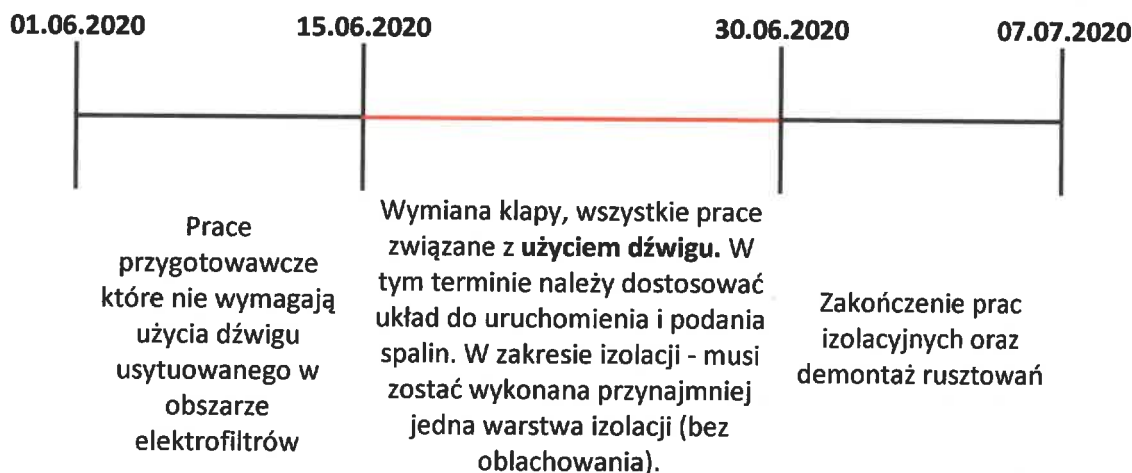 01.06.2020
15.06.2020
30.06.2020
07.07.2020
Prace
przygotowawcze
które nie wymagają
użycia dźwigu
usytuowanego w
obszarze
elektrofiltrów
Wymiana klapy, wszystkie prace
związane z użyciem dźwigu. W
tym terminie należy dostosować
układ do uruchomienia i podania
spalin. W zakresie izolacji - musi
zostać wykonana przynajmniej
jedna warstwa izolacji (bez
oblachowania).
Zakończenie prac
izolacyjnych oraz
demontaż rusztowań